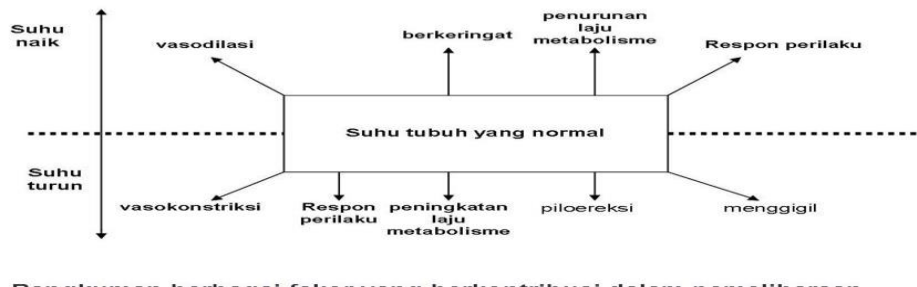 Suhu
naik
vasodilasi
berkeringat
penurunan
laju
metabolisme
Respon perilaku
Suhu tubuh yang normal
Suhu
turun
vasokonstriksi
Respon
perilaku
peningkatan
laju
metabolisme
piloereksi
menggigil